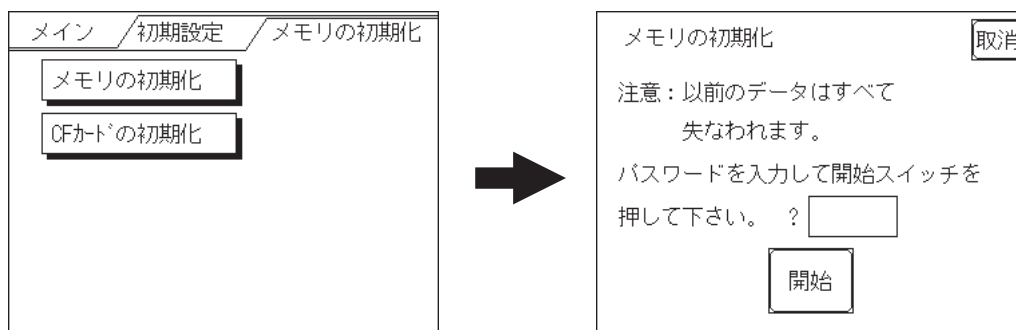 メイン 初期設定 メモリの初期化
メモリの初期化
CFカードの初期化
メモリの初期化
取消
注意：以前のデータはすべて
失なわれます。
パスワードを入力して開始スイッチを
押して下さい。 ?
開始